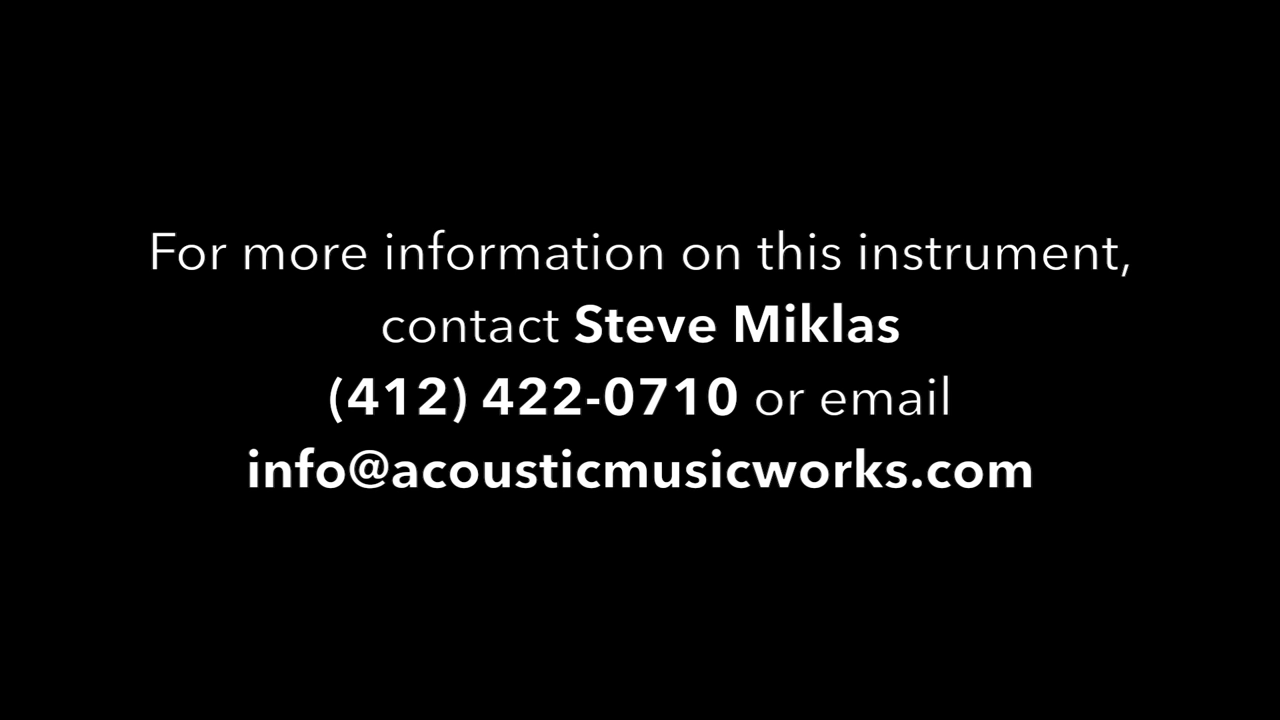 For more information on this instrument,
contact Steve Miklas
(412) 422-0710 or email
info@acousticmusicworks.com